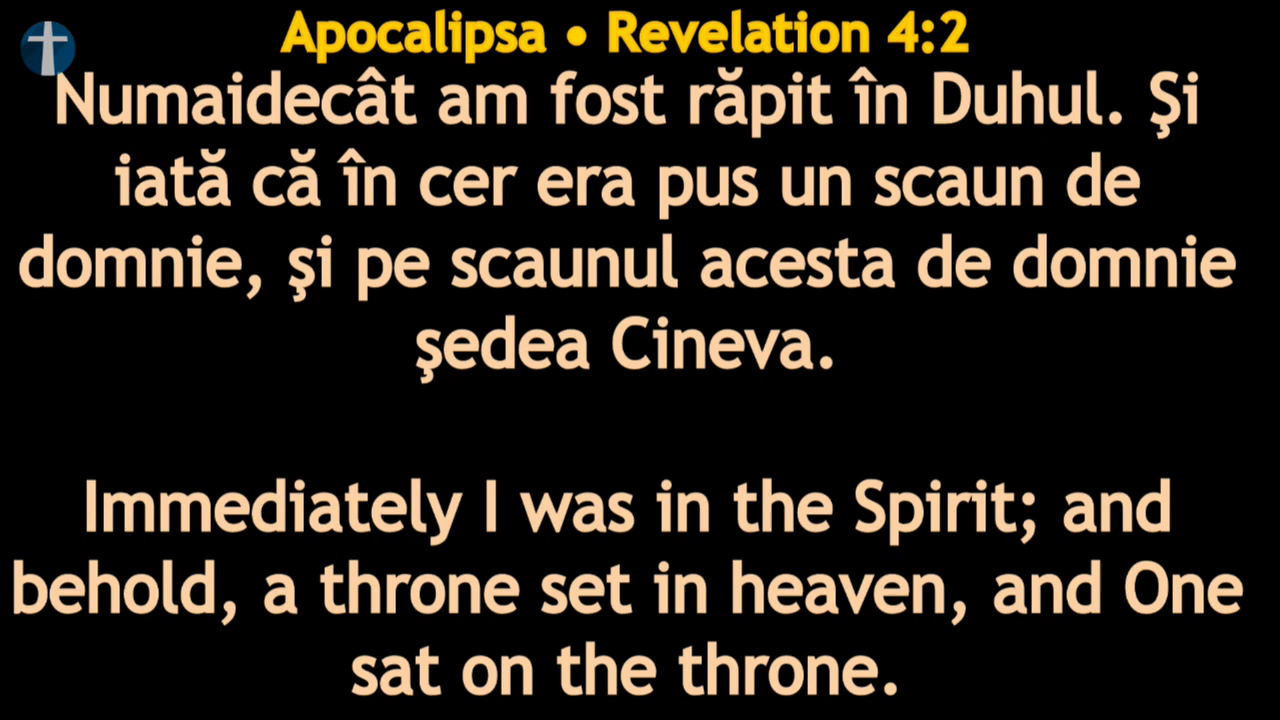 Apocalipsa • Revelation 4:2
Numaidecât am fost răpit în Duhul. Şi
iată că în cer era pus un scaun de
domnie, şi pe scaunul acesta de domnie
şedea Cineva.
Immediately I was in the Spirit; and
behold, a throne set in heaven, and One
sat on the throne.